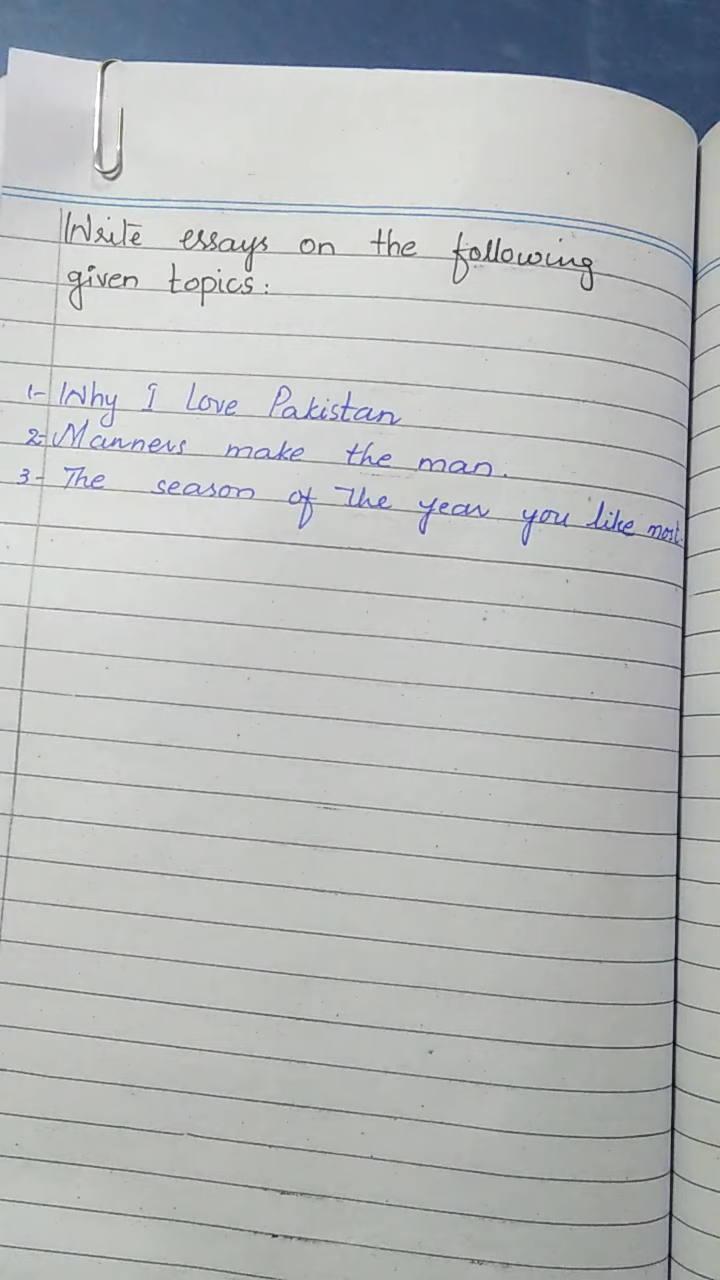 Write essays on the following
given topics:
1- Why I Love Pakistan
2- Manners make the man.
3- The season of The year you like most.